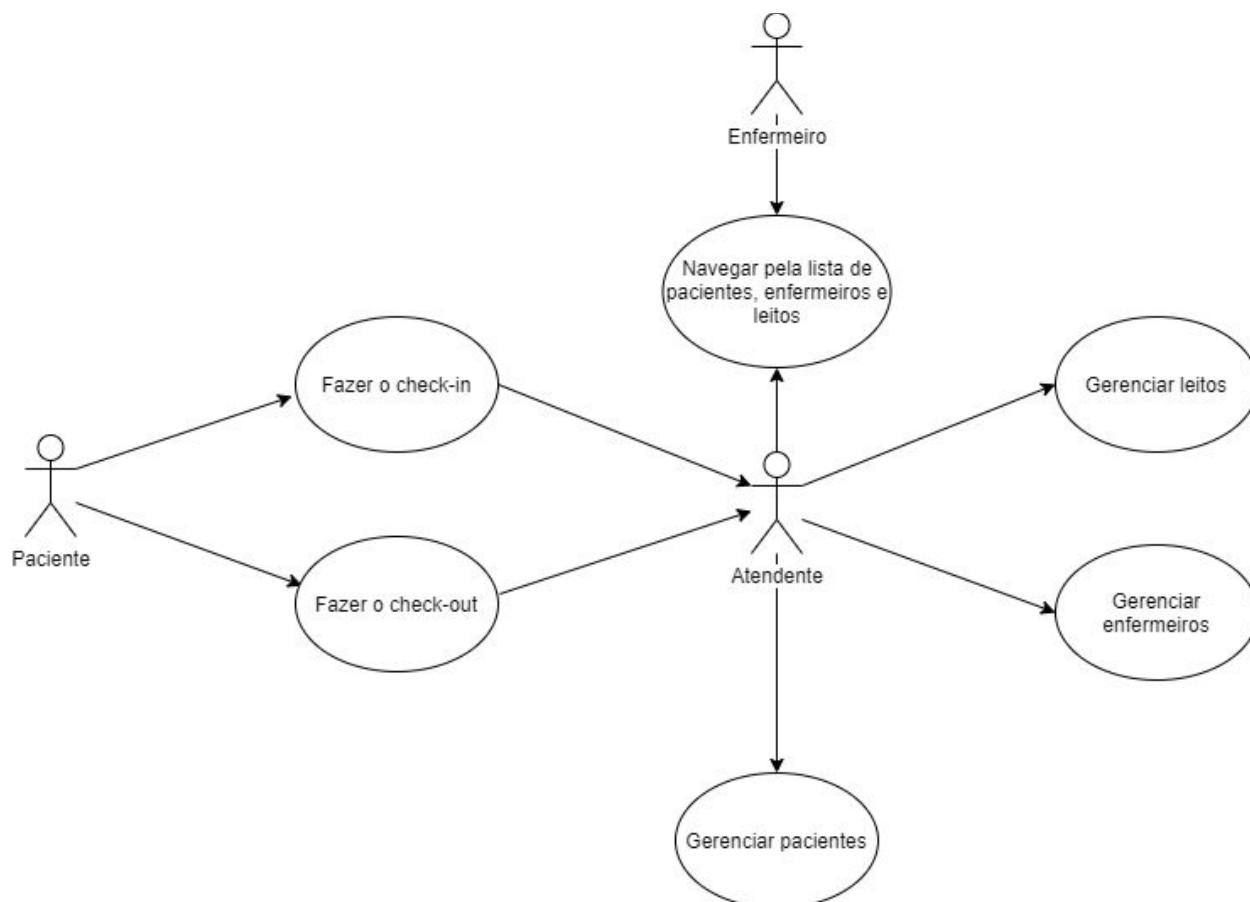 Enfermeiro
Navegar pela lista de
pacientes, enfermeiros e
leitos
Fazer o check-in
Gerenciar leitos
Paciente
Atendente
Fazer o check-out
Gerenciar
enfermeiros
Gerenciar pacientes